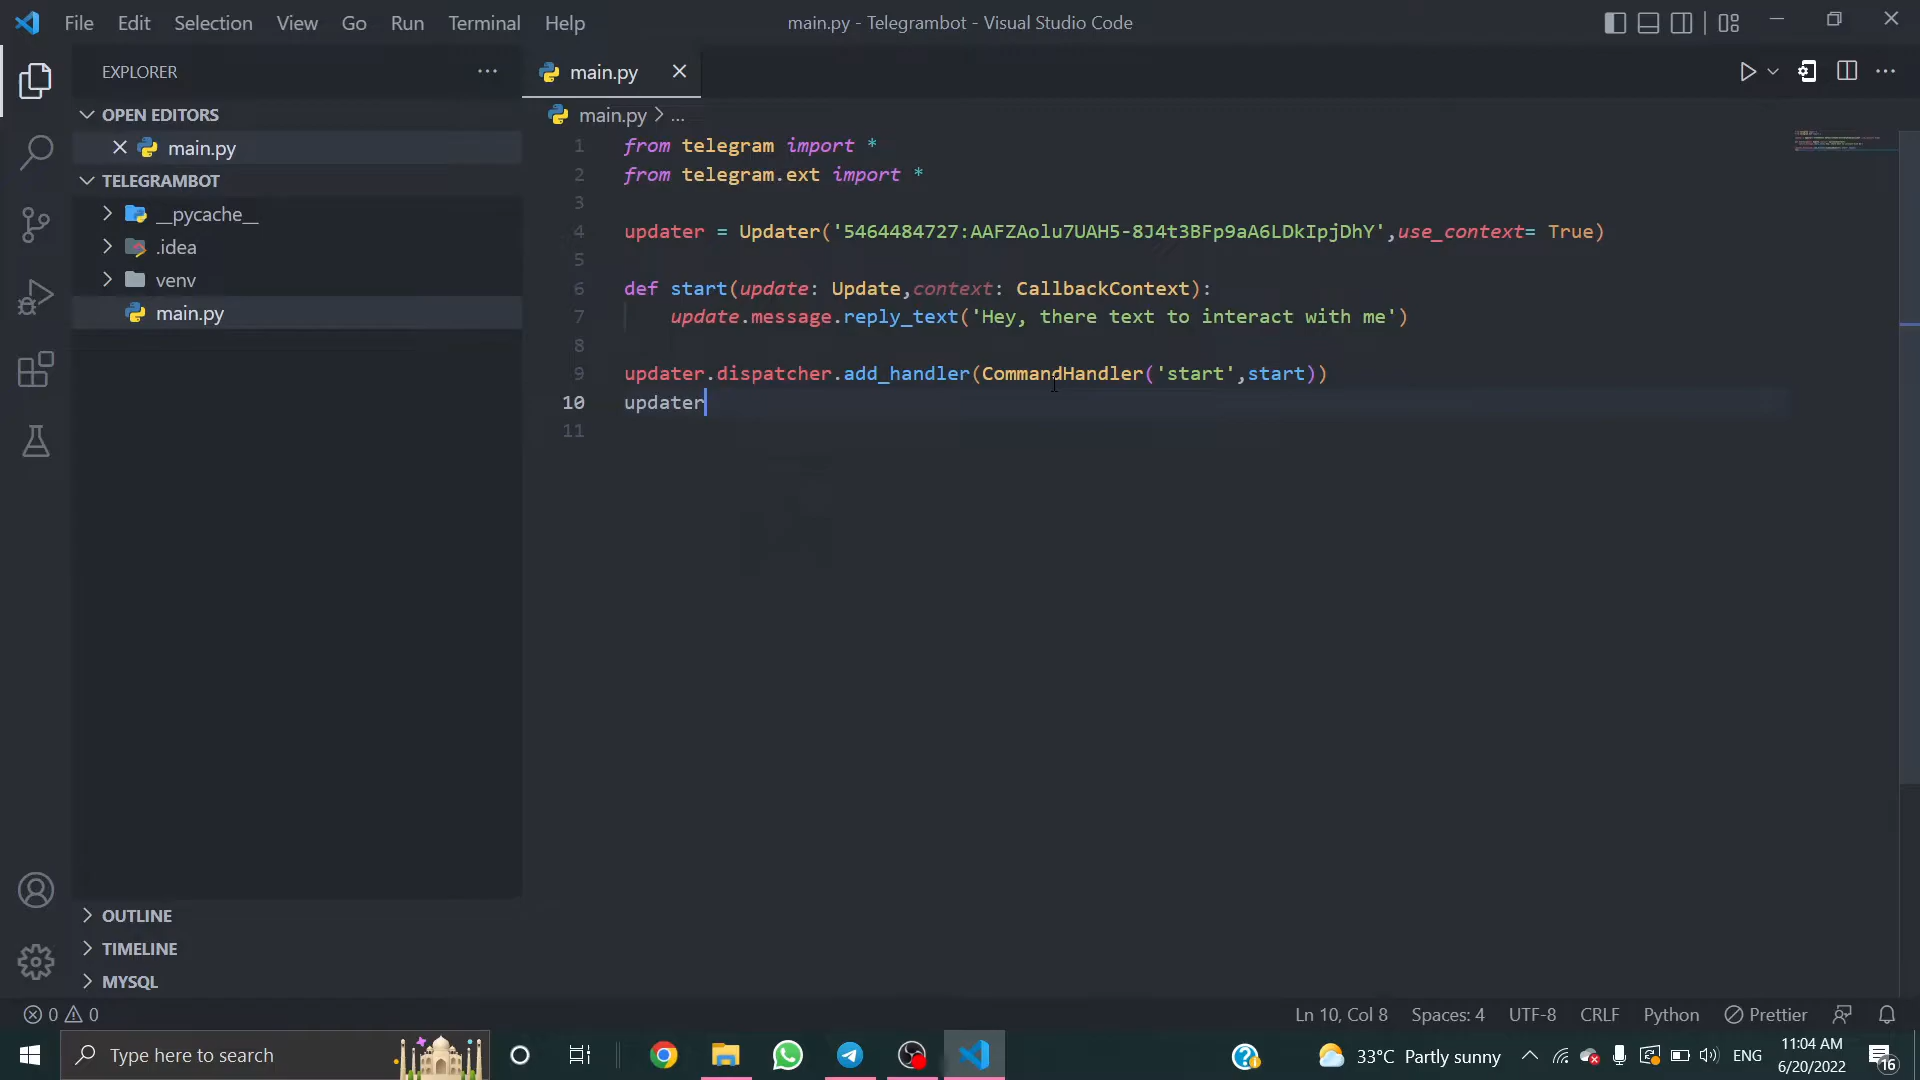 File Edit Selection View Go Run Terminal Help main.py - Telegrambot - Visual Studio Code
EXPLORER
OPEN EDITORS
main.py
TELEGRAMBOT
__pycache__
.idea
venv
main.py
OUTLINE
TIMELINE
MYSQL
main.py
main.py > ...
1 from telegram import *
2 from telegram.ext import *
3
4 updater = Updater('5464484727:AAFZAolu7UAH5-8J4t3BFp9aA6LDkIpjDhY',use_context= True)
5
6 def start(update: Update,context: CallbackContext):
7 update.message.reply_text('Hey, there text to interact with me')
8
9 updater.dispatcher.add_handler(CommandHandler('start',start))
10 updater
11
0 0 Ln 10, Col 8 Spaces: 4 UTF-8 CRLF Python Prettier
Type here to search 33°C Partly sunny ENG 11:04 AM
6/20/2022 16